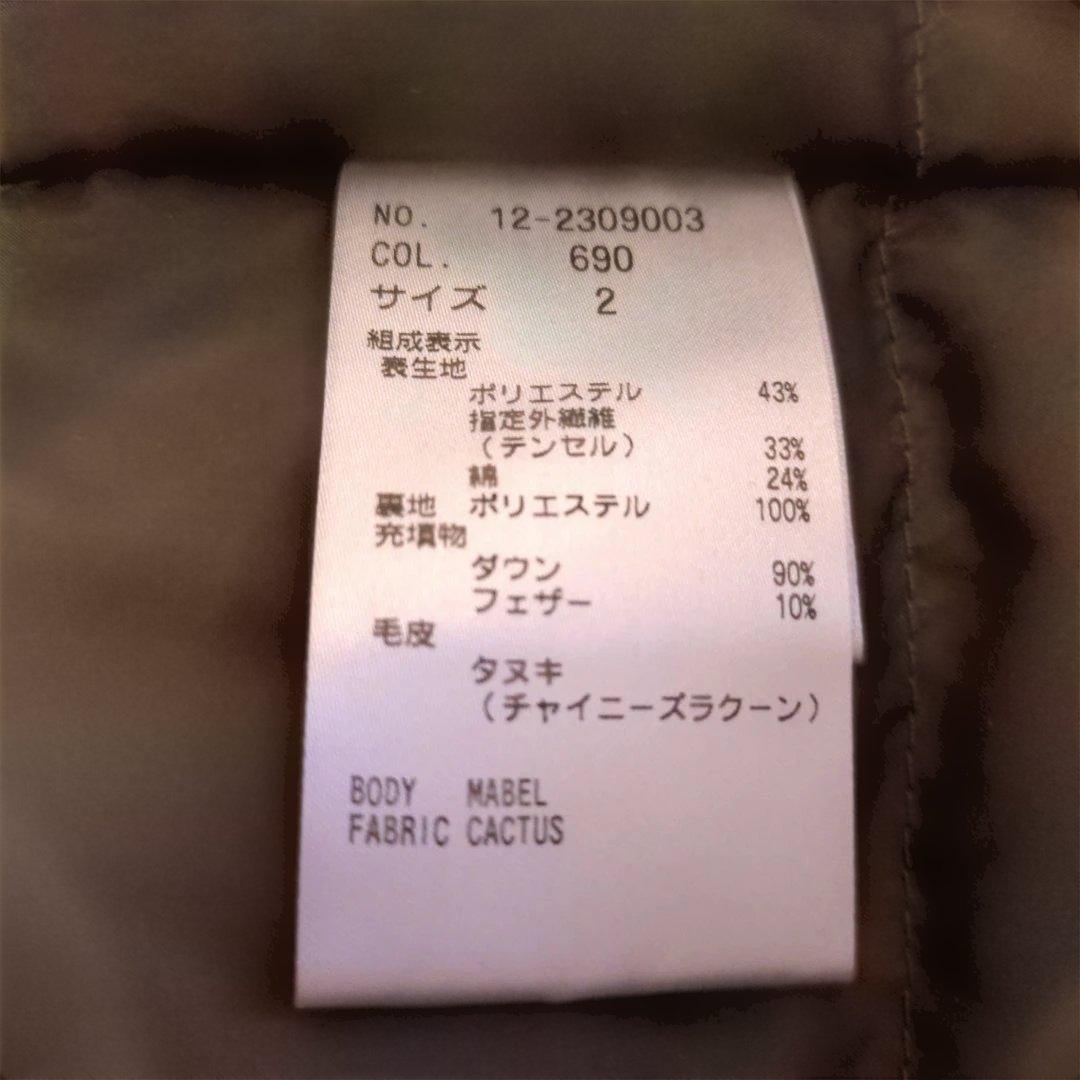 NO. 12-2309003
COL. 690
サイズ 2
組成表示
表生地
ポリエステル 43%
指定外繊維
(テンセル) 33%
綿 24%
裏地 ポリエステル 100%
充填物
ダウン 90%
フェザー 10%
毛皮
タヌキ
(チャイニーズラクーン)
BODY MABEL
FABRIC CACTUS